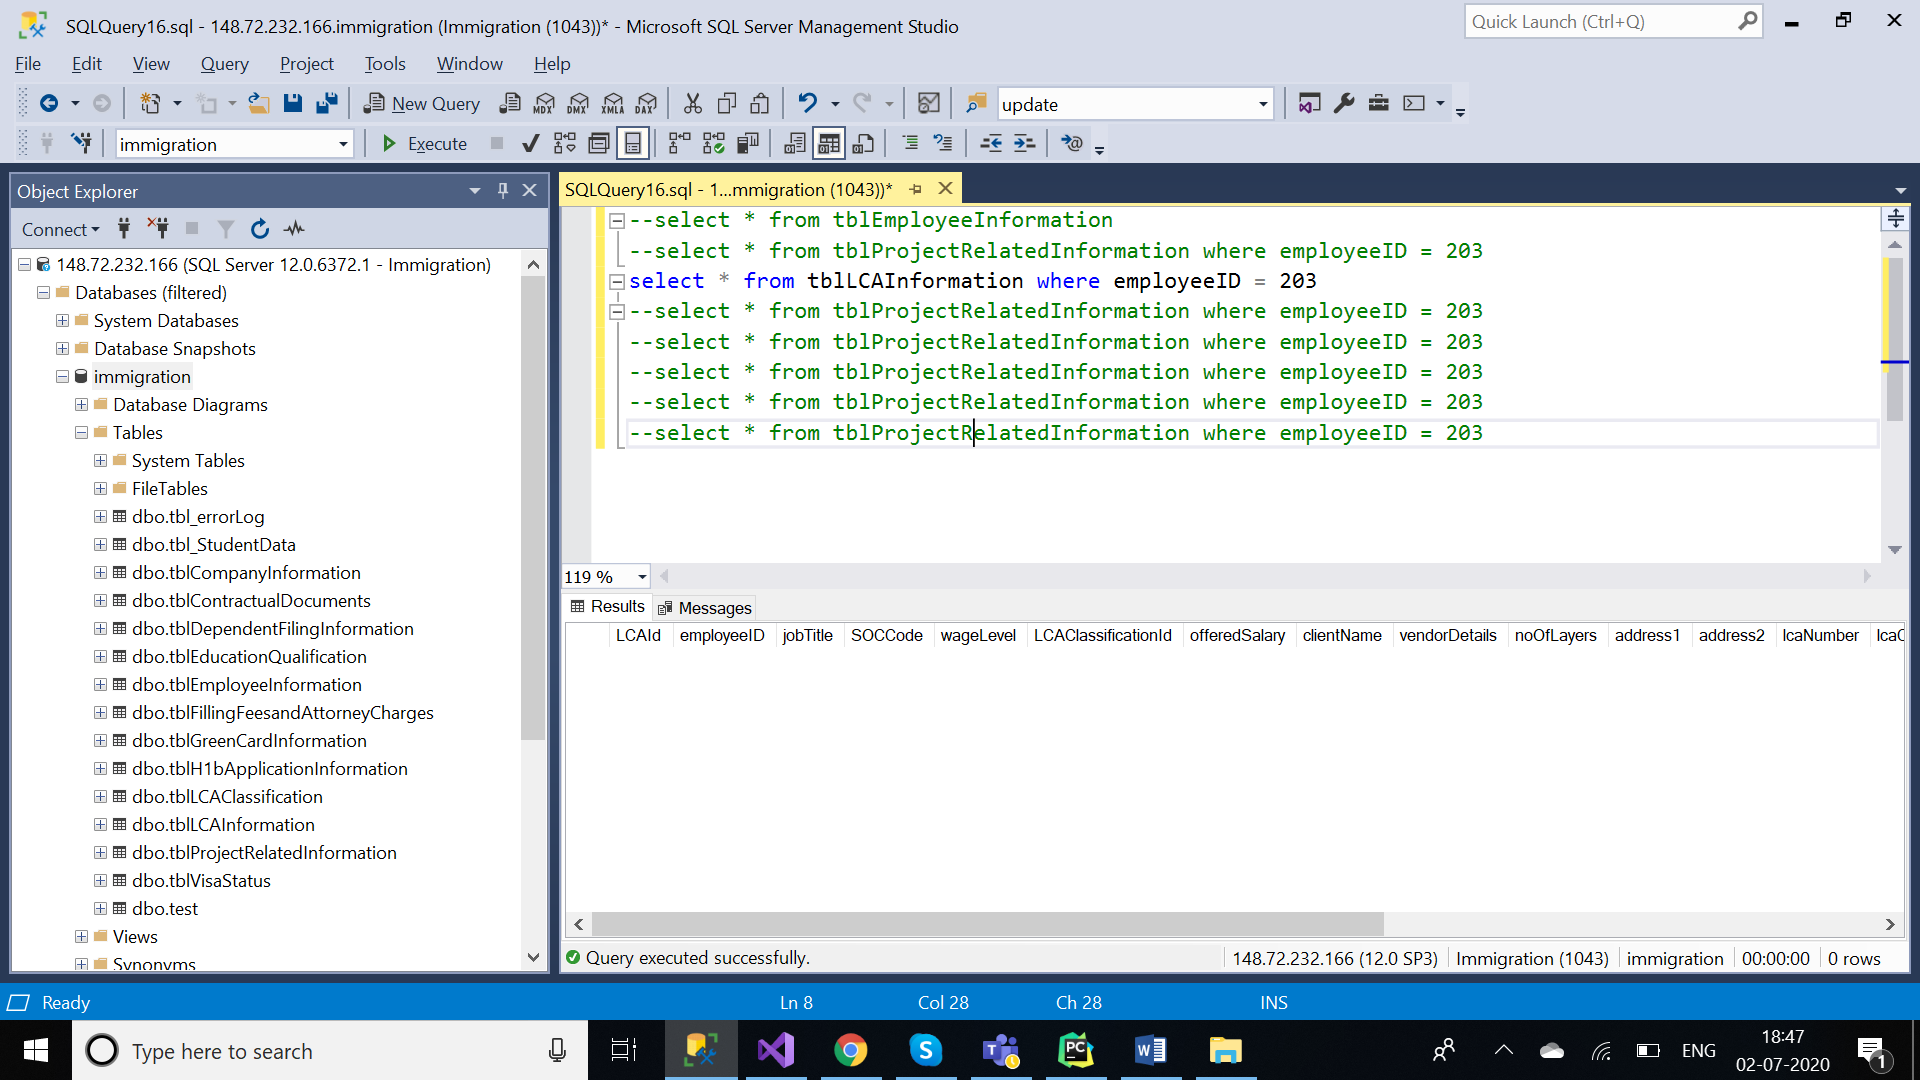 SQLQuery16.sql - 148.72.232.166.immigration (Immigration (1043))* - Microsoft SQL Server Management Studio
Quick Launch (Ctrl+Q)
File Edit View Query Project Tools Window Help
New Query MDX DMX XMLA DAX update
immigration Execute
Object Explorer
Connect
148.72.232.166 (SQL Server 12.0.6372.1 - Immigration)
Databases (filtered)
System Databases
Database Snapshots
immigration
Database Diagrams
Tables
System Tables
FileTables
dbo.tbl_errorLog
dbo.tbl_StudentData
dbo.tblCompanyInformation
dbo.tblContractualDocuments
dbo.tblDependentFilingInformation
dbo.tblEducationQualification
dbo.tblEmployeeInformation
dbo.tblFillingFeesandAttorneyCharges
dbo.tblGreenCardInformation
dbo.tblH1bApplicationInformation
dbo.tblLCAClassification
dbo.tblLCAInformation
dbo.tblProjectRelatedInformation
dbo.tblVisaStatus
dbo.test
Views
Synonyms
SQLQuery16.sql - 1...mmigration (1043))*
--select * from tblEmployeeInformation
--select * from tblProjectRelatedInformation where employeeID = 203
select * from tblLCAInformation where employeeID = 203
--select * from tblProjectRelatedInformation where employeeID = 203
--select * from tblProjectRelatedInformation where employeeID = 203
--select * from tblProjectRelatedInformation where employeeID = 203
--select * from tblProjectRelatedInformation where employeeID = 203
--select * from tblProjectRelatedInformation where employeeID = 203
119 %
Results Messages
LCAId employeeID jobTitle SOCCode wageLevel LCAClassificationId offeredSalary clientName vendorDetails noOfLayers address1 address2 lcaNumber
Query executed successfully. 148.72.232.166 (12.0 SP3) Immigration (1043) immigration 00:00:00 0 rows
Ready Ln 8 Col 28 Ch 28 INS
Type here to search
PC
ENG
18:47
02-07-2020
1